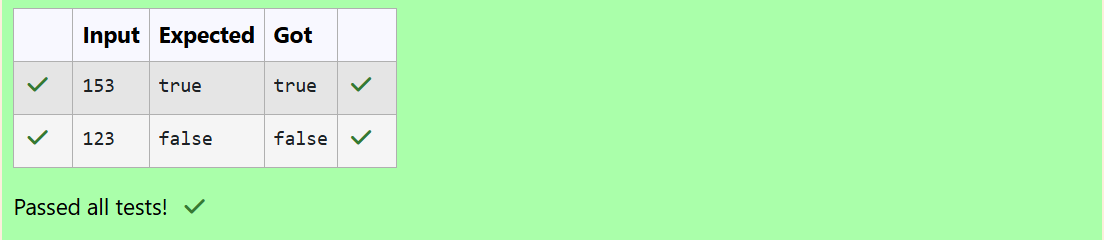 Input Expected Got
153 true true
123 false false
Passed all tests!